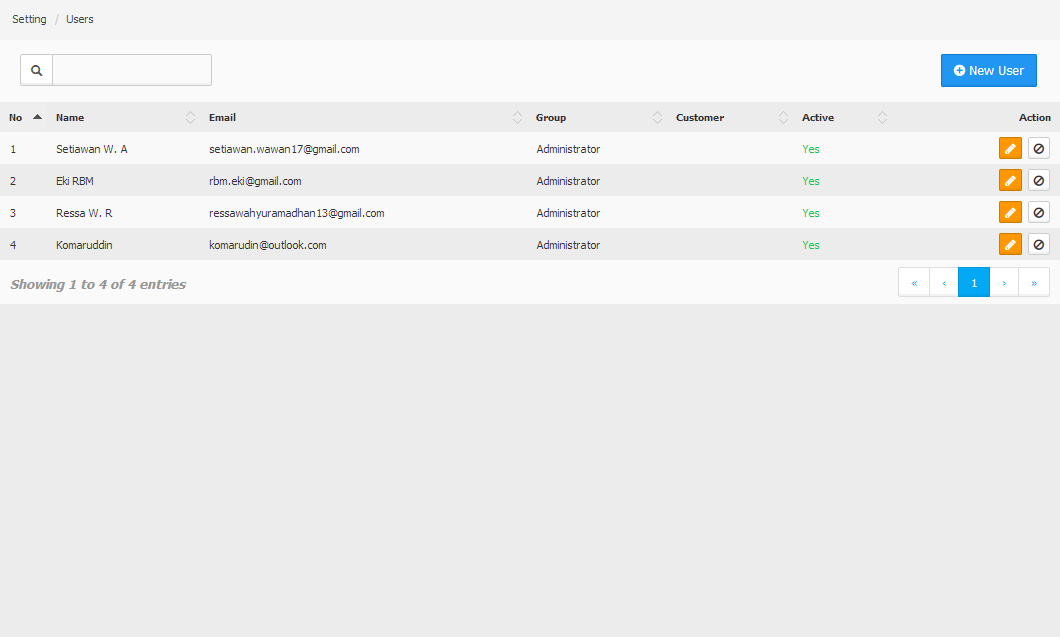 Setting / Users
New User
No Name Email Group Customer Active Action
1 Setiawan W. A setiawan.wawan17@gmail.com Administrator Yes
2 Eki RBM rbm.eki@gmail.com Administrator Yes
3 Ressa W. R ressawahyuramadhan13@gmail.com Administrator Yes
4 Komaruddin komarudin@outlook.com Administrator Yes
Showing 1 to 4 of 4 entries « ‹ 1 › »